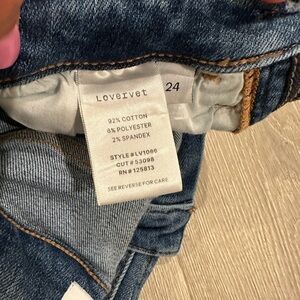 Lovervet
24
92% COTTON
6% POLYESTER
2% SPANDEX
STYLE # LV1066
CUT # 53098
RN # 125813
SEE REVERSE FOR CARE